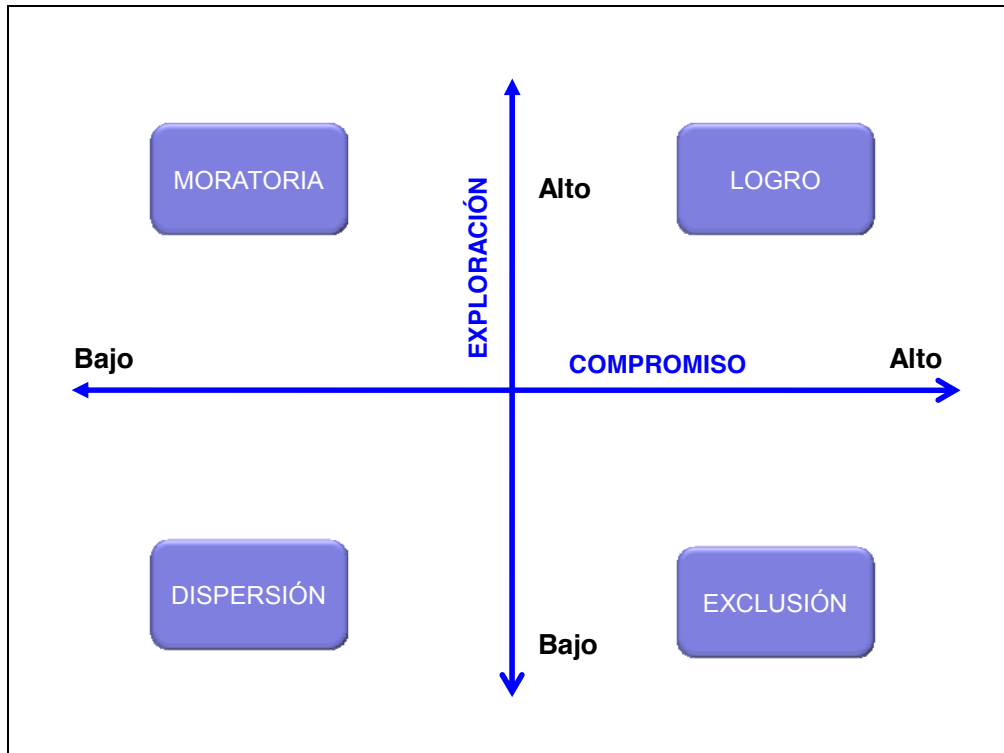 MORATORIA
LOGRO
EXPLORACIÓN
Alto
Bajo
COMPROMISO
Alto
DISPERSIÓN
EXCLUSIÓN
Bajo